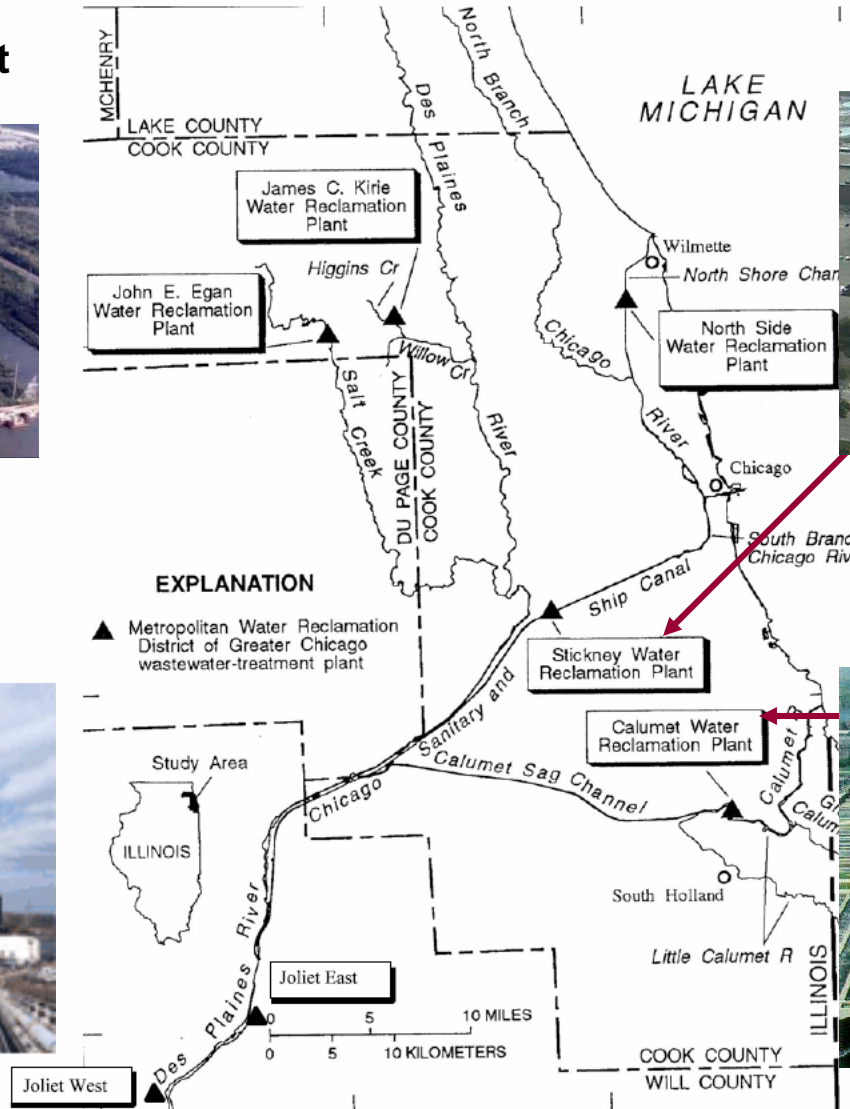 t
MCHENRY
LAKE COUNTY
COOK COUNTY
Des Plaines River
North Branch
Chicago River
LAKE
MICHIGAN
James C. Kirie
Water Reclamation
Plant
Higgins Cr
John E. Egan
Water Reclamation
Plant
Wilmette
North Shore Chan
North Side
Water Reclamation
Plant
Willow Cr
Salt Creek
DU PAGE COUNTY
COOK COUNTY
Chicago
South Branc
Chicago Riv
EXPLANATION
Metropolitan Water Reclamation
District of Greater Chicago
wastewater-treatment plant
Stickney Water
Reclamation Plant
Chicago Sanitary and Ship Canal
Calumet Water
Reclamation Plant
Calumet R
Calumet Sag Channel
Calum
Study Area
ILLINOIS
South Holland
Little Calumet R
Des Plaines River
Joliet East
0 5 10 MILES
0 5 10 KILOMETERS
Joliet West
ILLINOIS
COOK COUNTY
WILL COUNTY